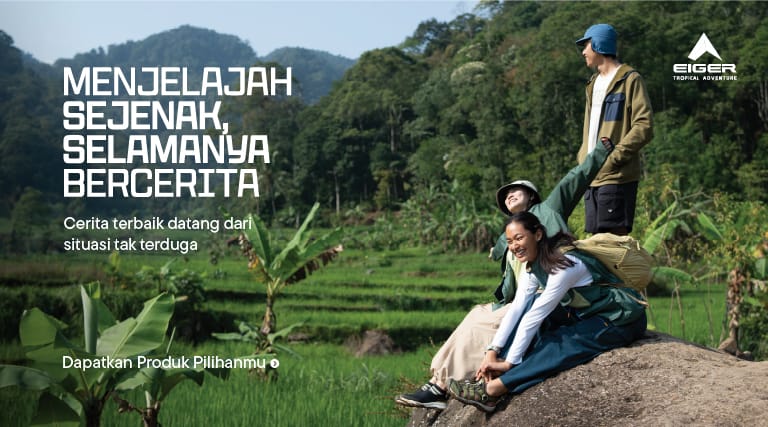 MENJELAJAH
SEJENAK,
SELAMANYA
BERCERITA
Cerita terbaik datang dari
situasi tak terduga
Dapatkan Produk Pilihanmu
EIGER
TROPICAL ADVENTURE